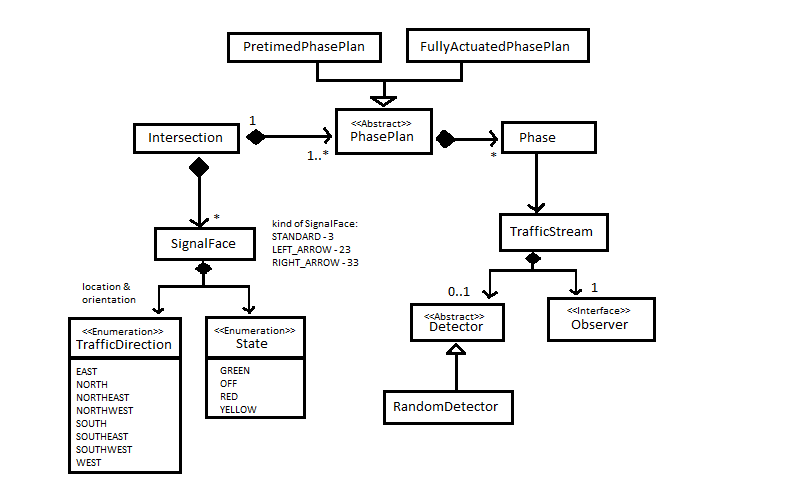 PretimedPhasePlan
FullyActuatedPhasePlan
<<Abstract>>
PhasePlan
Intersection
1
1..*
Phase
*
*
SignalFace
kind of SignalFace:
STANDARD - 3
LEFT_ARROW - 23
RIGHT_ARROW - 33
TrafficStream
location &
orientation
0..1
1
<<Enumeration>>
TrafficDirection
EAST
NORTH
NORTHEAST
NORTHWEST
SOUTH
SOUTHEAST
SOUTHWEST
WEST
<<Enumeration>>
State
GREEN
OFF
RED
YELLOW
<<Abstract>>
Detector
<<Interface>>
Observer
RandomDetector